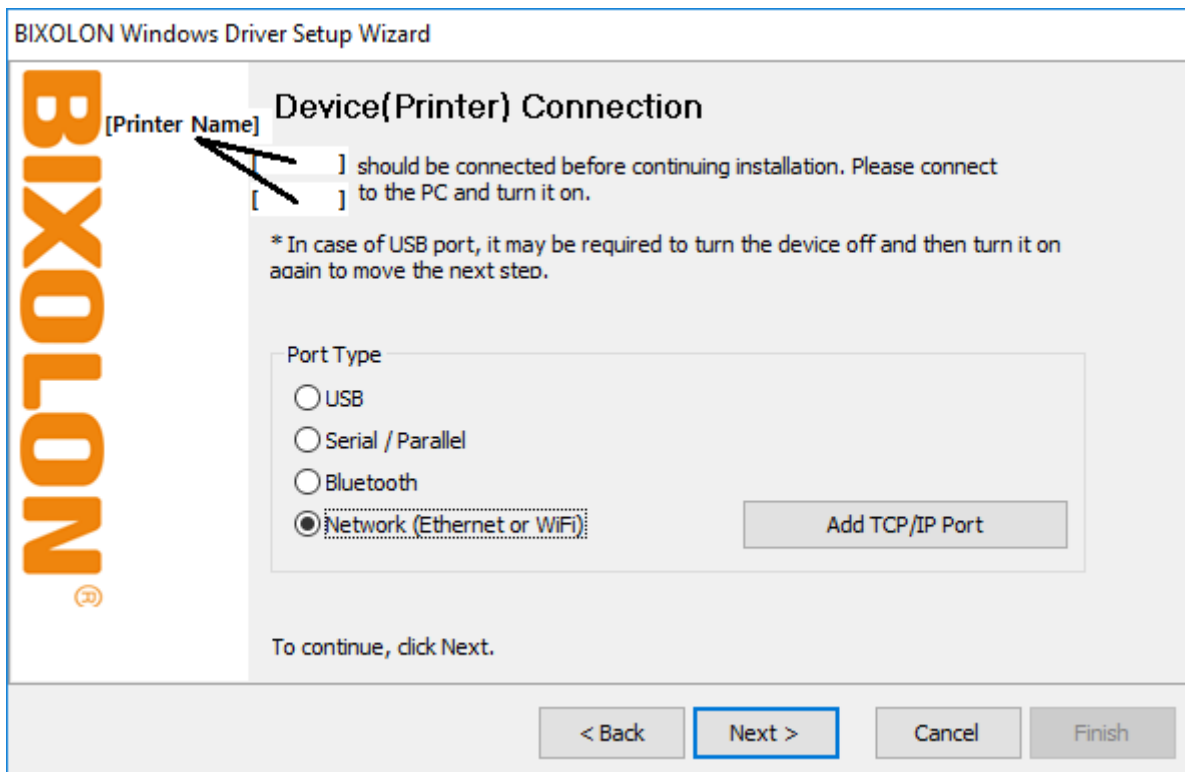 BIXOLON Windows Driver Setup Wizard
BIXOLON®
Device(Printer) Connection
[Printer Name]
[ ] should be connected before continuing installation. Please connect
[ ] to the PC and turn it on.
* In case of USB port, it may be required to turn the device off and then turn it on
again to move the next step.
Port Type
USB
Serial / Parallel
Bluetooth
Network (Ethernet or WiFi)
Add TCP/IP Port
To continue, click Next.
< Back
Next >
Cancel
Finish